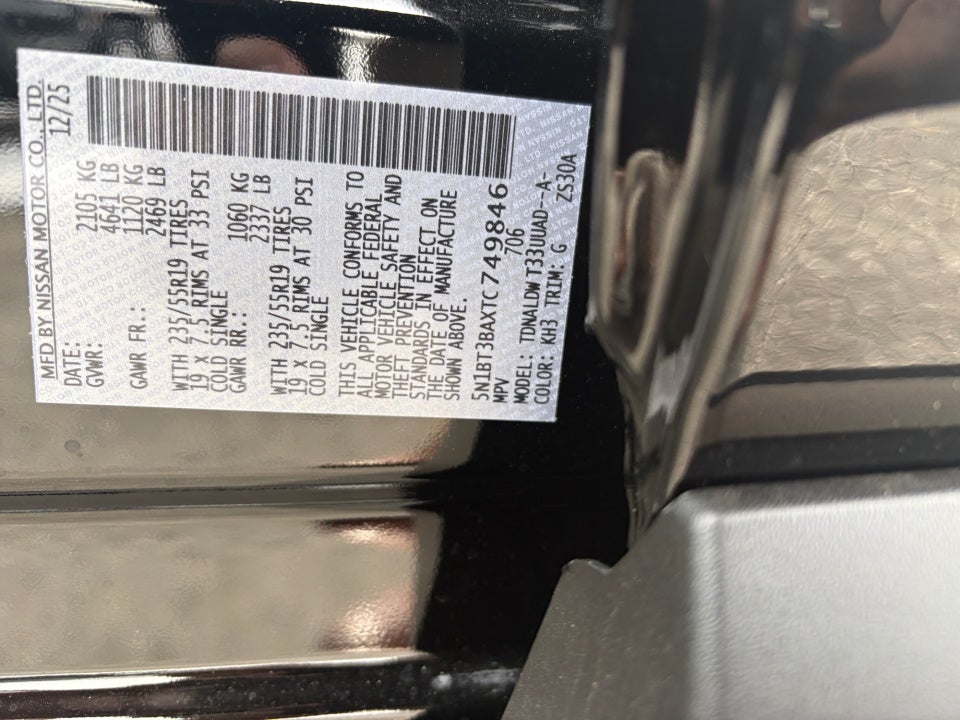 MFD BY NISSAN MOTOR CO., LTD.
DATE: 12/25
GVWR: 2105 KG
4641 LB
GAWR FR.: 1120 KG
2469 LB
WITH 235/55R19 TIRES
19 X 7.5 RIMS AT 33 PSI
COLD SINGLE
GAWR RR.: 1060 KG
2337 LB
WITH 235/55R19 TIRES
19 X 7.5 RIMS AT 30 PSI
COLD SINGLE
THIS VEHICLE CONFORMS TO
ALL APPLICABLE FEDERAL
MOTOR VEHICLE SAFETY AND
THEFT PREVENTION
STANDARDS IN EFFECT ON
THE DATE OF MANUFACTURE
SHOWN ABOVE.
5N1BT3BAXTC749846
MPV 706
MODEL: TDNALDWT33UUAD--A-
COLOR: KH3 TRIM: G ZS30A